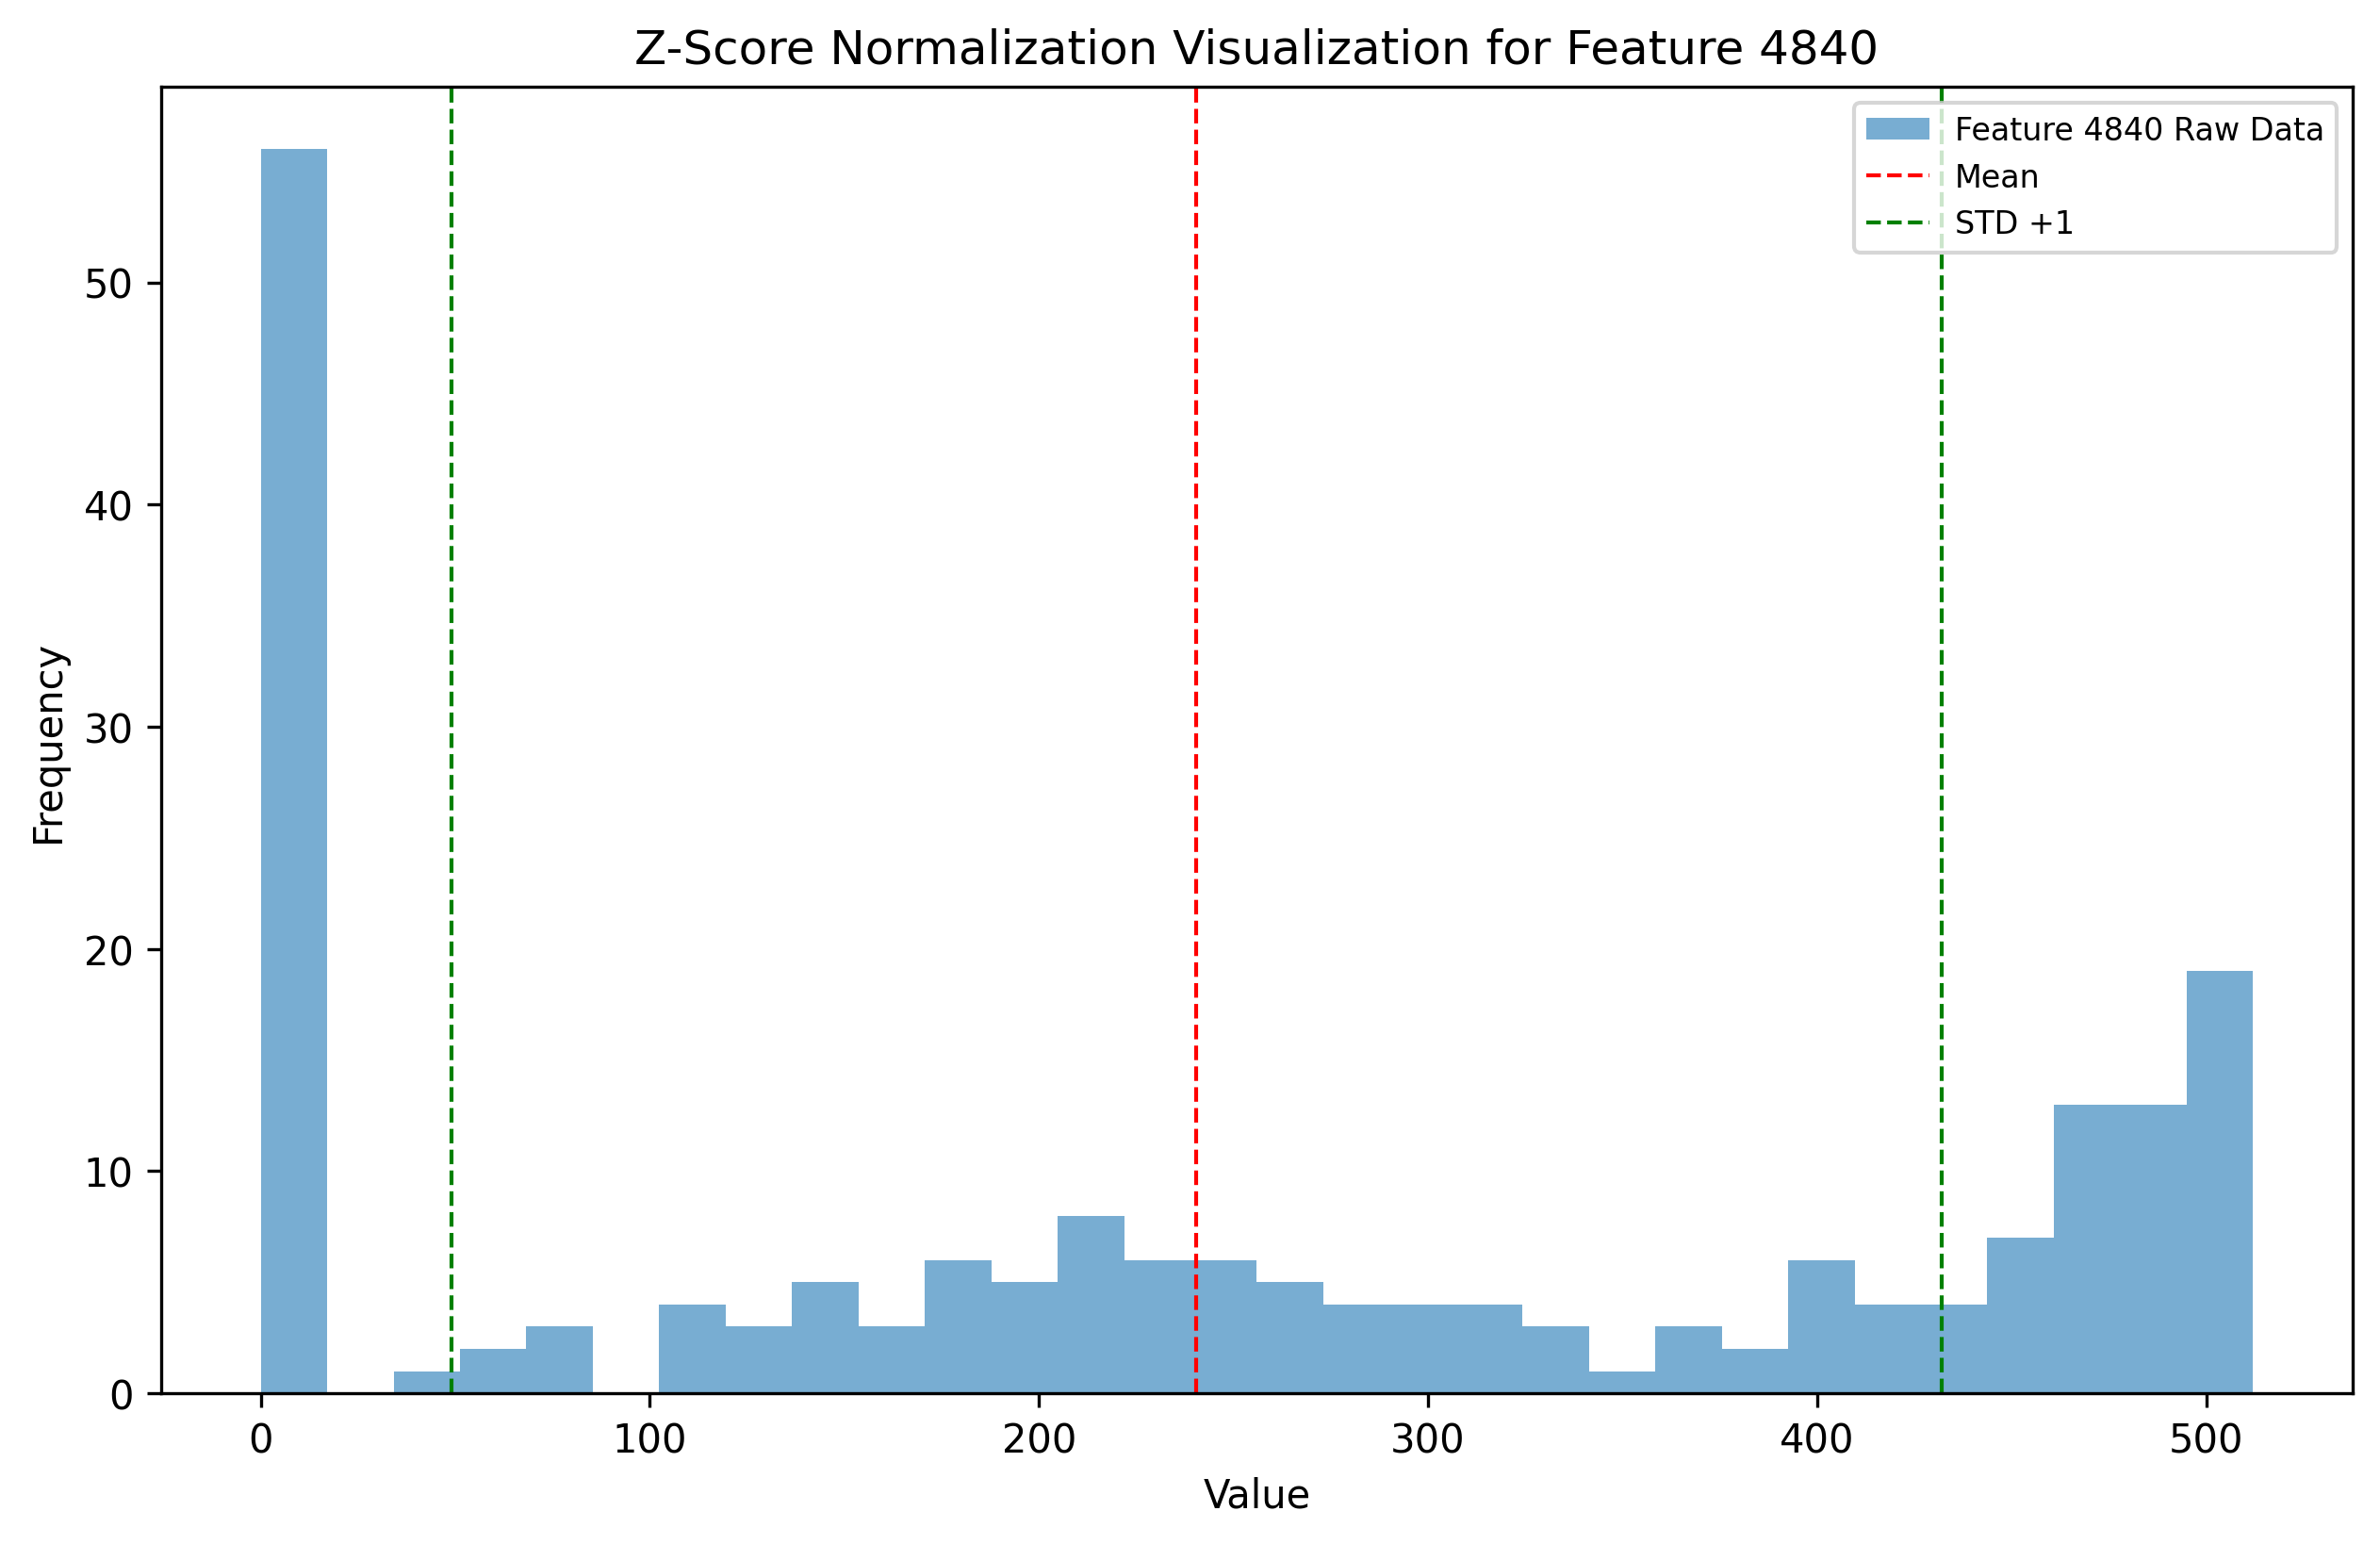 Z-Score Normalization Visualization for Feature 4840
Feature 4840 Raw Data
Mean
STD +1
Frequency
50
40
30
20
10
0
0 100 200 300 400 500
Value